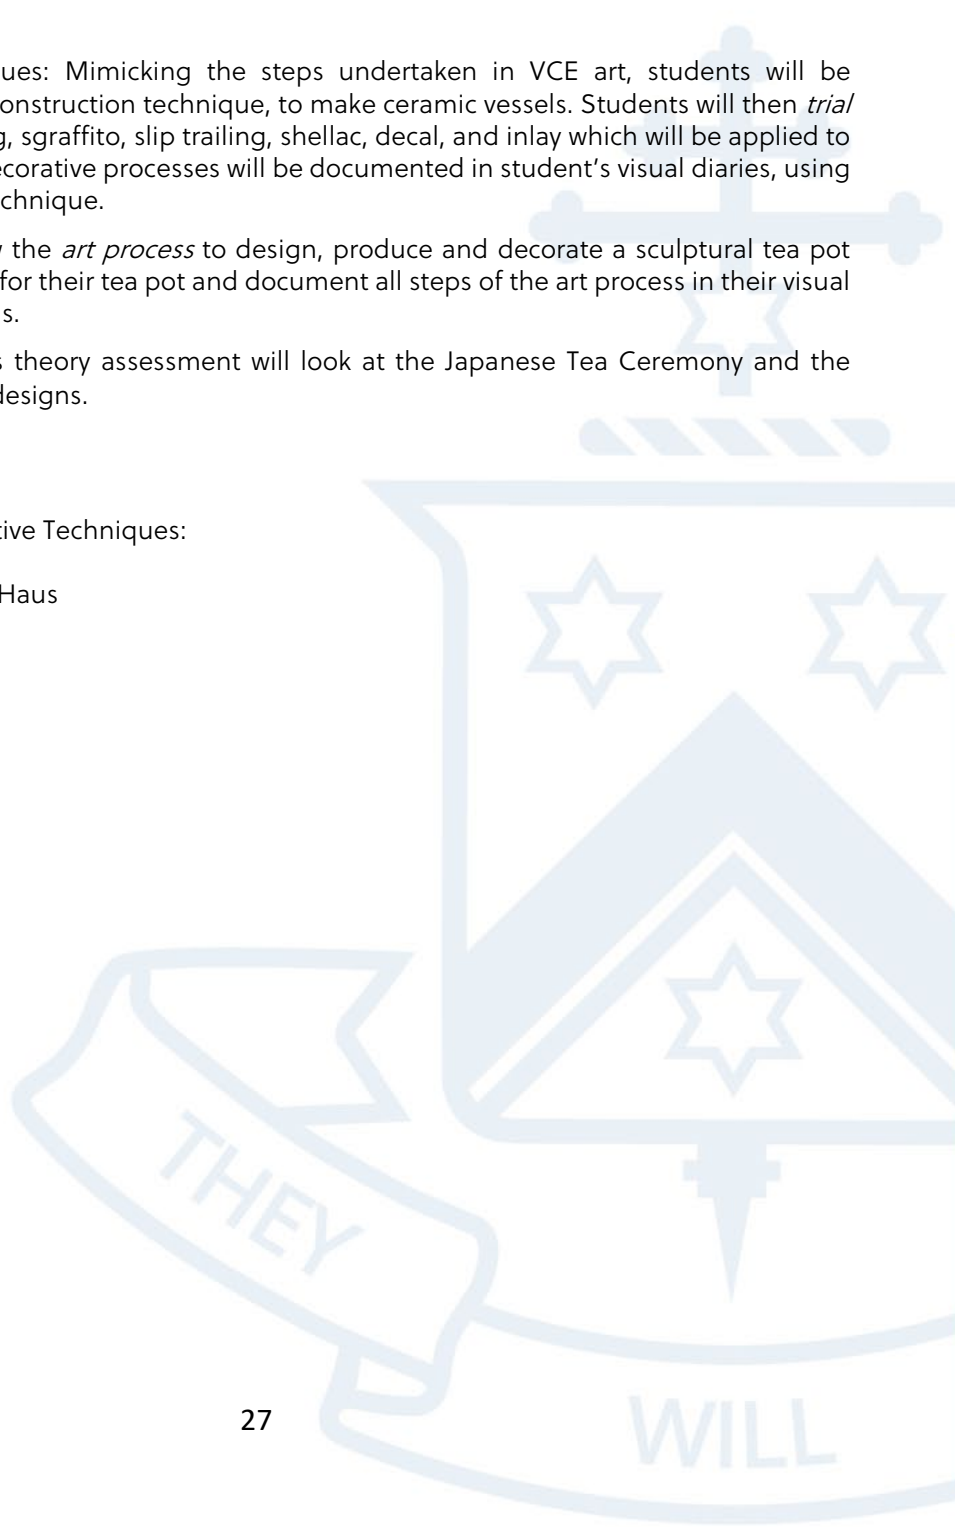 ues: Mimicking the steps undertaken in VCE art, students will be
onstruction technique, to make ceramic vessels. Students will then trial
g, sgraffito, slip trailing, shellac, decal, and inlay which will be applied to
ecorative processes will be documented in student's visual diaries, using
chnique.
the art process to design, produce and decorate a sculptural tea pot
for their tea pot and document all steps of the art process in their visual
s.
s theory assessment will look at the Japanese Tea Ceremony and the
designs.
tive Techniques:
Haus
THEY
27
WILL